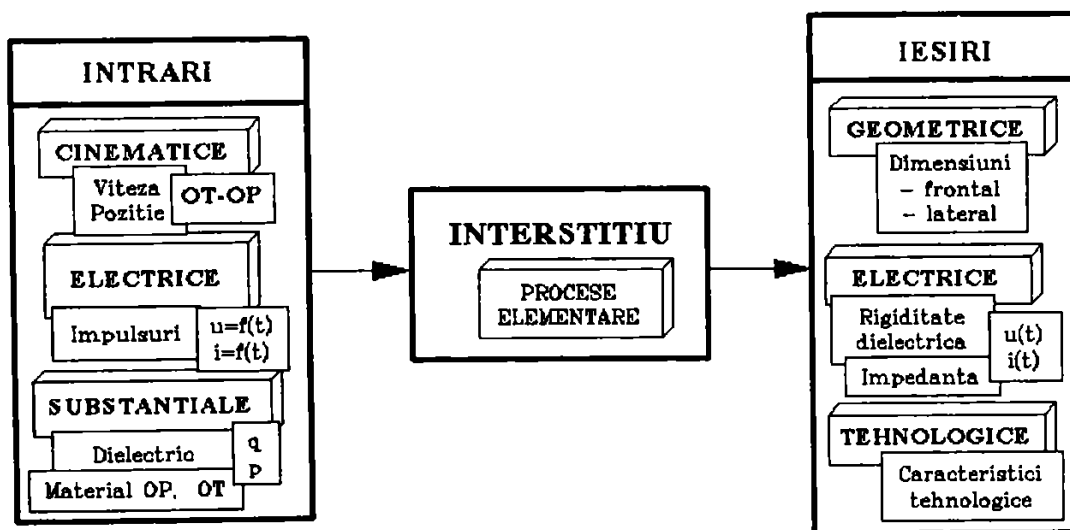 INTRARI
CINEMATICE
Viteza
Pozitie
OT-OP
ELECTRICE
Impulsuri
u=f(t)
i=f(t)
SUBSTANTIALE
Dielectric
q
p
Material OP, OT
INTERSTITIU
PROCESE
ELEMENTARE
IESIRI
GEOMETRICE
Dimensiuni
- frontal
- lateral
ELECTRICE
Rigiditate
dielectrica
u(t)
i(t)
Impedanta
TEHNOLOGICE
Caracteristici
tehnologice